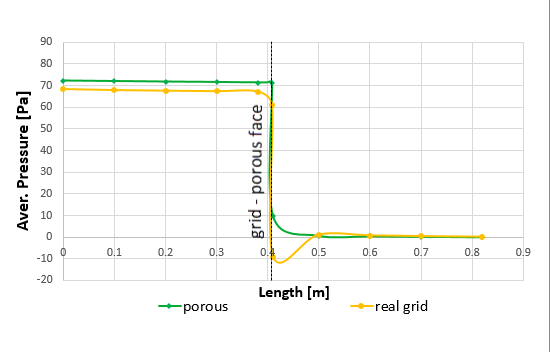 90
80
70
60
50
40
30
20
10
0
-10
-20
Aver. Pressure [Pa]
grid - porous face
0 0.1 0.2 0.3 0.4 0.5 0.6 0.7 0.8 0.9
Length [m]
porous real grid